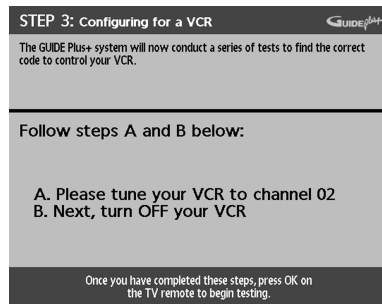 STEP 3: Configuring for a VCR
GUIDE Plus+
The GUIDE Plus+ system will now conduct a series of tests to find the correct
code to control your VCR.
Follow steps A and B below:
A. Please tune your VCR to channel 02
B. Next, turn OFF your VCR
Once you have completed these steps, press OK on
the TV remote to begin testing.